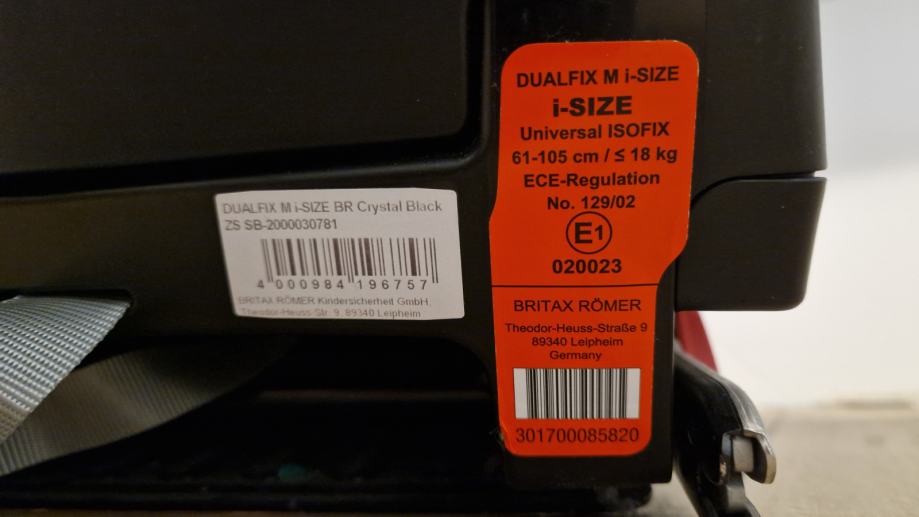 DUALFIX M i-SIZE BR Crystal Black
ZS SB-2000030781
4 000984 196757
BRITAX RÖMER Kindersicherheit GmbH,
Theodor-Heuss-Str. 9, 89340 Leipheim
DUALFIX M i-SIZE
i-SIZE
Universal ISOFIX
61-105 cm / ≤ 18 kg
ECE-Regulation
No. 129/02
E1
020023
BRITAX RÖMER
Theodor-Heuss-Straße 9
89340 Leipheim
Germany
301700085820